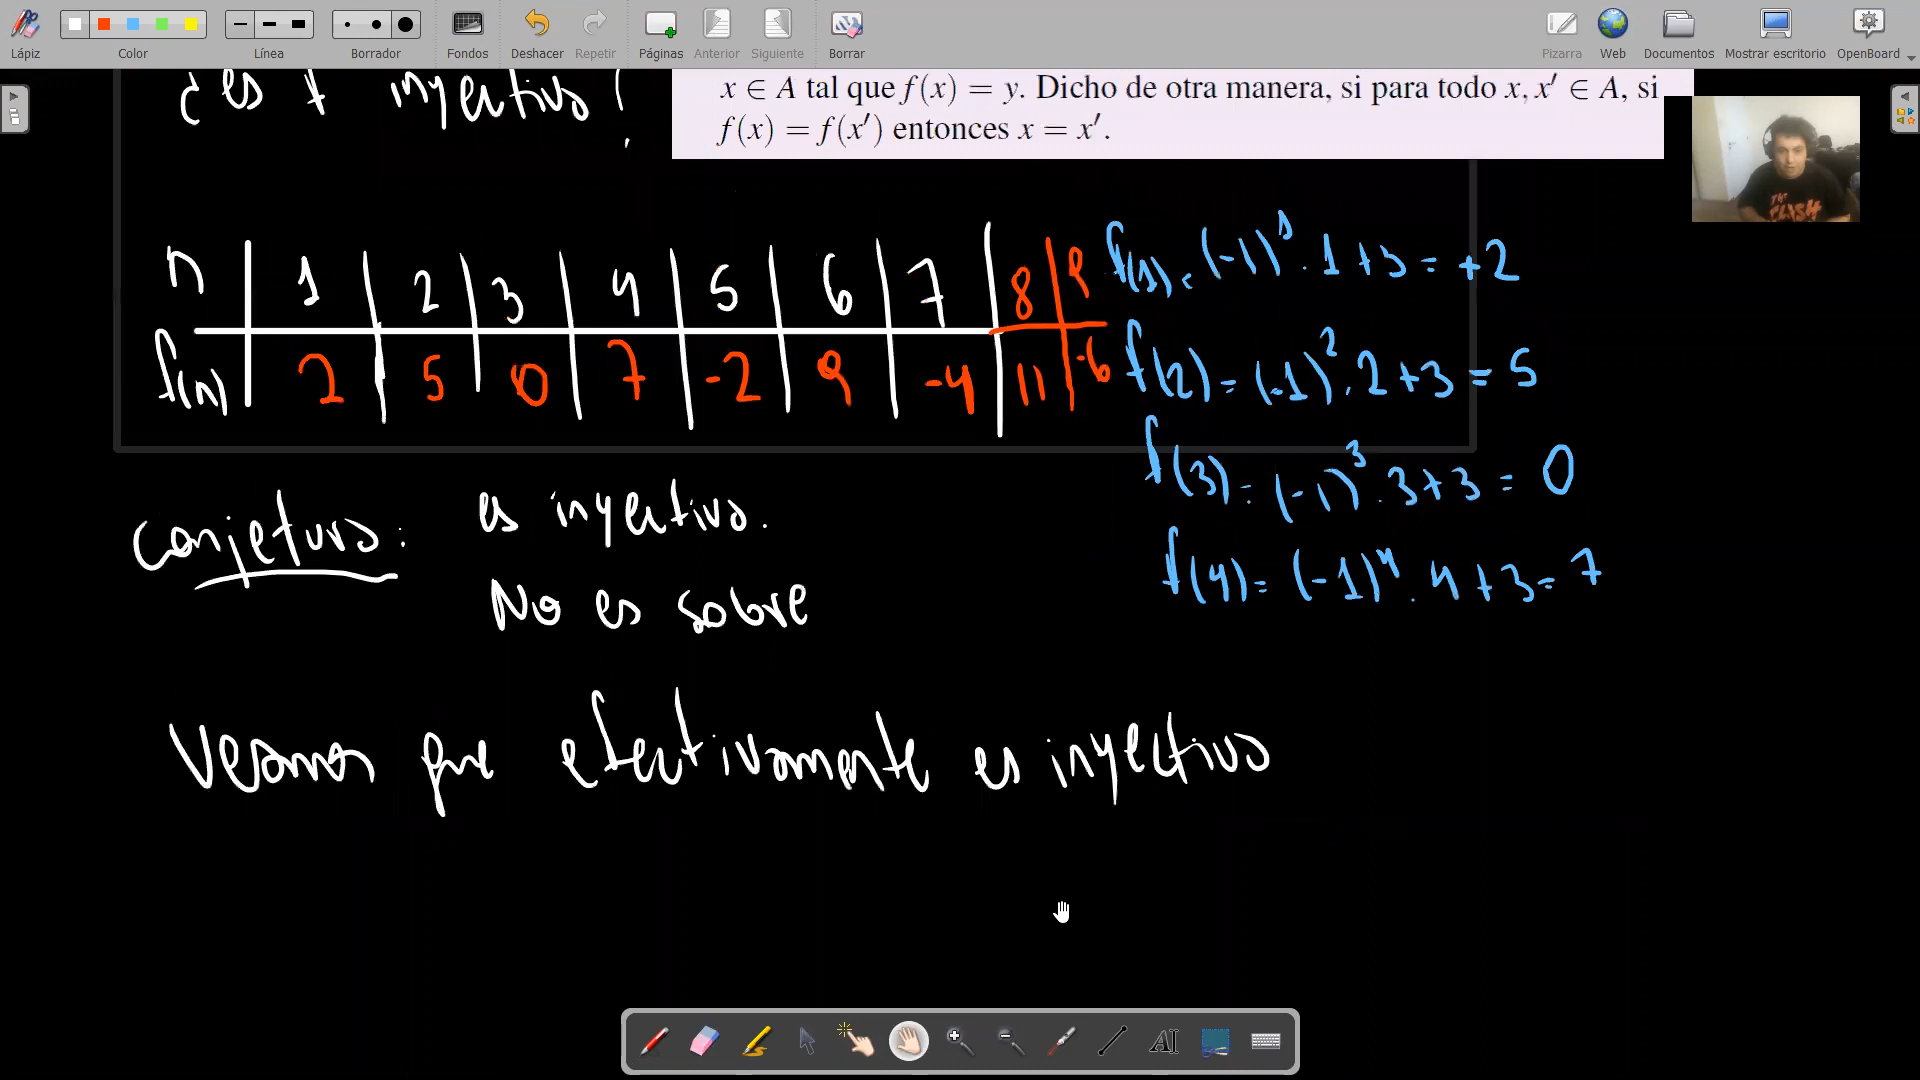 Lápiz Color Línea Borrador Fondos Deshacer Repetir Páginas Anterior Siguiente Borrar Pizarra Web Documentos Mostrar escritorio OpenBoard
¿es f inyectiva?
x ∈ A tal que f(x) = y. Dicho de otra manera, si para todo x, x′ ∈ A, si
f(x) = f(x′) entonces x = x′.
THE CLASH
n 1 2 3 4 5 6 7 8 9
f(n) 2 5 0 7 -2 9 -4 11 -6
f(1) = (-1)^1 · 1 + 3 = +2
f(2) = (-1)^2 · 2 + 3 = 5
f(3) = (-1)^3 · 3 + 3 = 0
f(4) = (-1)^4 · 4 + 3 = 7
Conjetura: es inyectiva.
No es sobre
Veamos que efectivamente es inyectiva